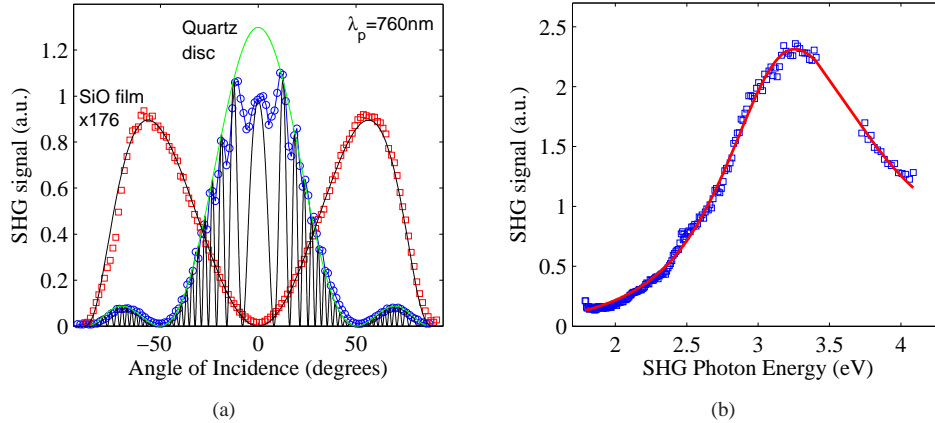 Quartz
disc
λp=760nm
SiO film
x176
SHG signal (a.u.)
1.2
1
0.8
0.6
0.4
0.2
0
−50
0
50
Angle of Incidence (degrees)
(a)
SHG signal (a.u.)
2.5
2
1.5
1
0.5
0
2
2.5
3
3.5
4
SHG Photon Energy (eV)
(b)